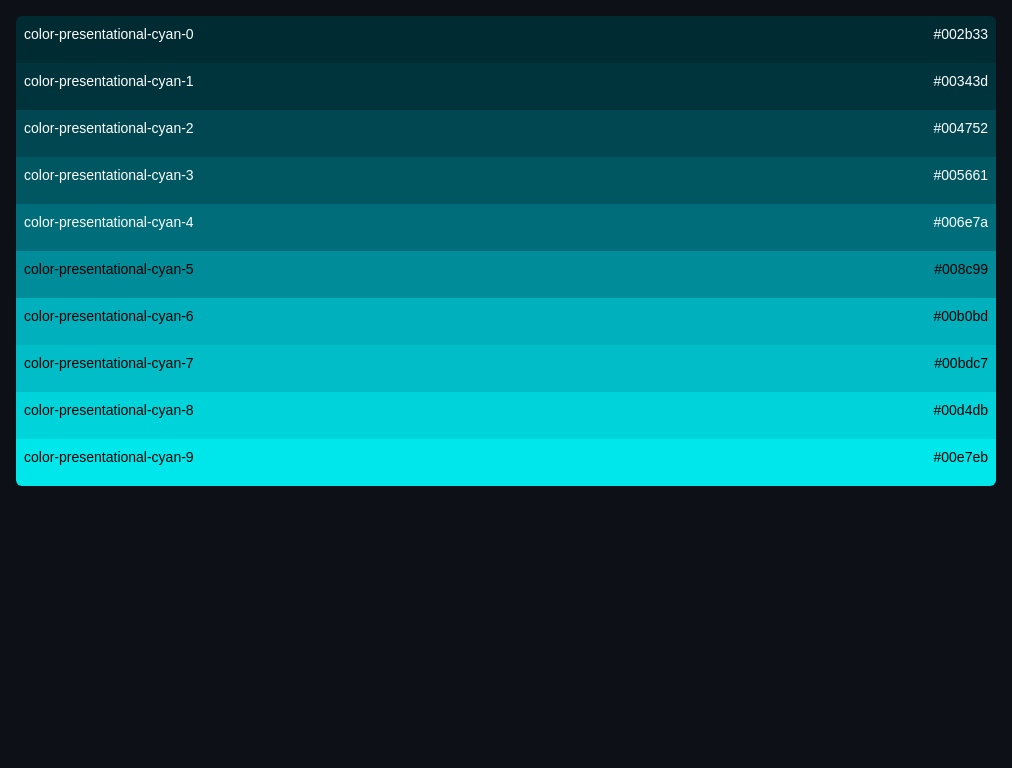 color-presentational-cyan-0 #002b33
color-presentational-cyan-1 #00343d
color-presentational-cyan-2 #004752
color-presentational-cyan-3 #005661
color-presentational-cyan-4 #006e7a
color-presentational-cyan-5 #008c99
color-presentational-cyan-6 #00b0bd
color-presentational-cyan-7 #00bdc7
color-presentational-cyan-8 #00d4db
color-presentational-cyan-9 #00e7eb